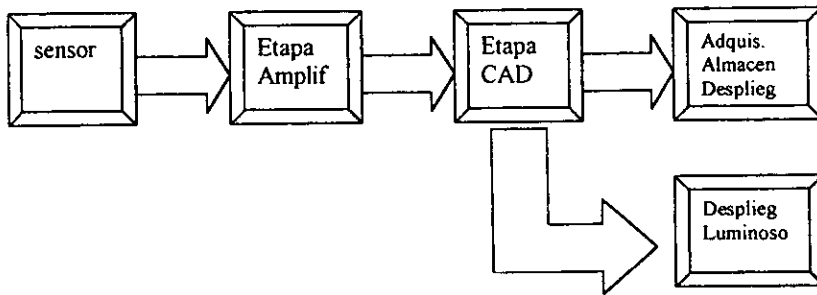 sensor
Etapa
Amplif
Etapa
CAD
Adquis.
Almacen
Desplieg
Desplieg
Luminoso